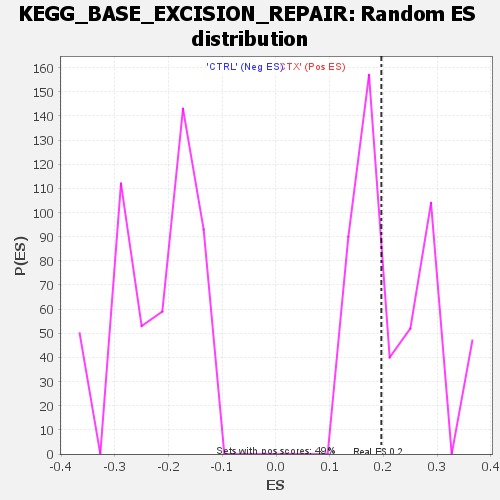 KEGG_BASE_EXCISION_REPAIR: Random ES
distribution
'CTRL' (Neg ES) 'CTX' (Pos ES)
160
150
140
130
120
110
100
90
80
70
60
50
40
30
20
10
0
P(ES)
Sets with pos scores: 49%
Real ES 0.2
-0.4 -0.3 -0.2 -0.1 0.0 0.1 0.2 0.3 0.4
ES